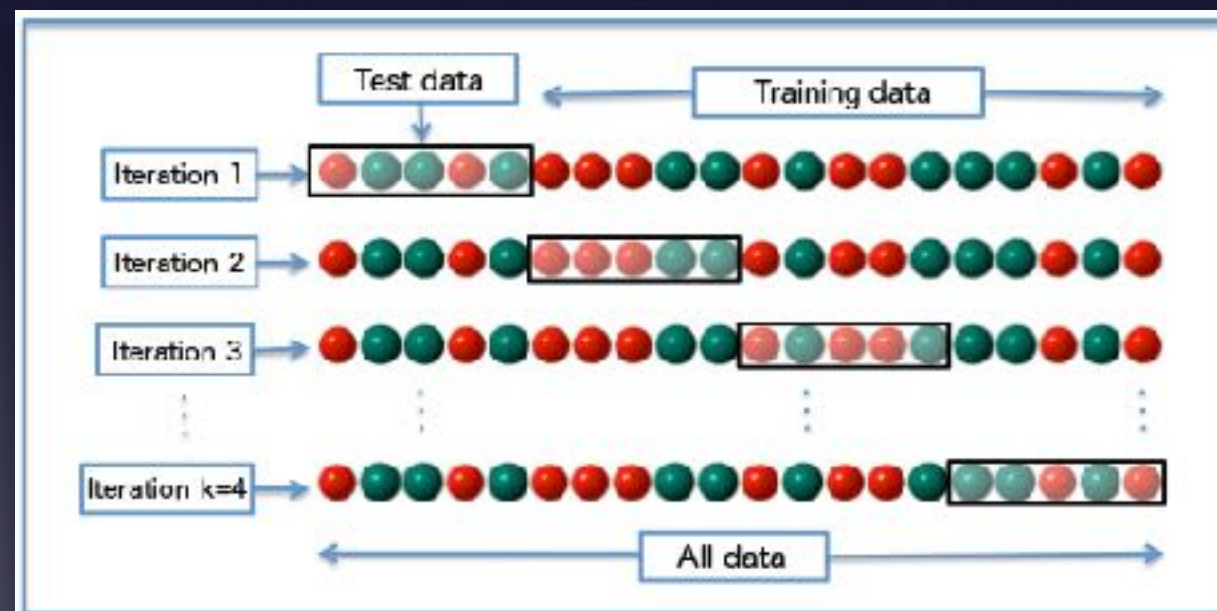 Test data
Training data
Iteration 1
Iteration 2
Iteration 3
Iteration k=4
All data